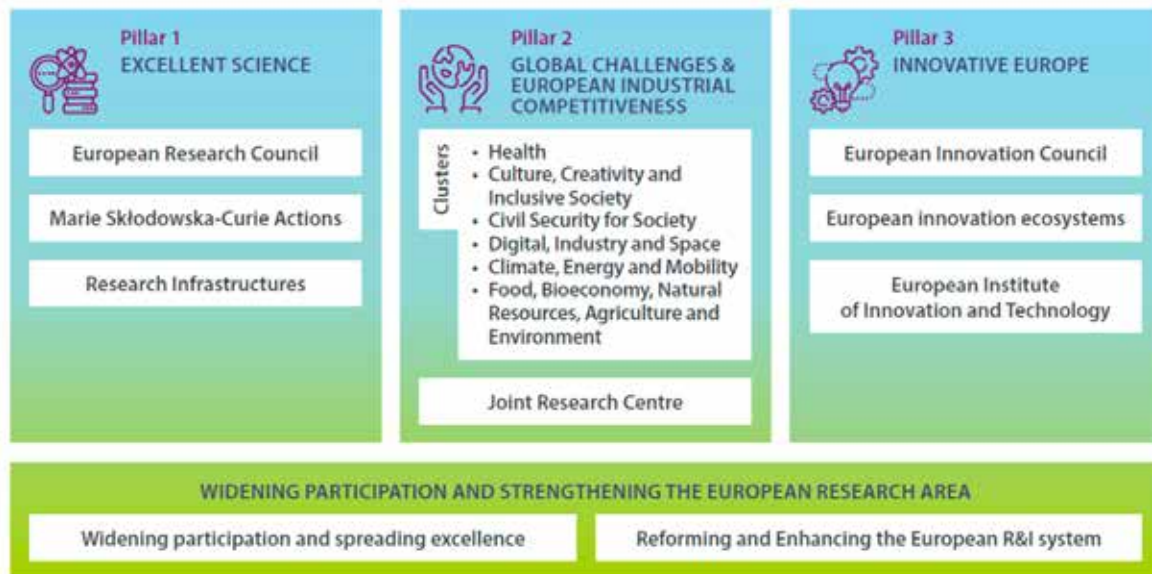 Pillar 1
EXCELLENT SCIENCE
European Research Council
Marie Skłodowska-Curie Actions
Research Infrastructures
Pillar 2
GLOBAL CHALLENGES &
EUROPEAN INDUSTRIAL
COMPETITIVENESS
Clusters
• Health
• Culture, Creativity and
Inclusive Society
• Civil Security for Society
• Digital, Industry and Space
• Climate, Energy and Mobility
• Food, Bioeconomy, Natural
Resources, Agriculture and
Environment
Joint Research Centre
Pillar 3
INNOVATIVE EUROPE
European Innovation Council
European innovation ecosystems
European Institute
of Innovation and Technology
WIDENING PARTICIPATION AND STRENGTHENING THE EUROPEAN RESEARCH AREA
Widening participation and spreading excellence
Reforming and Enhancing the European R&I system